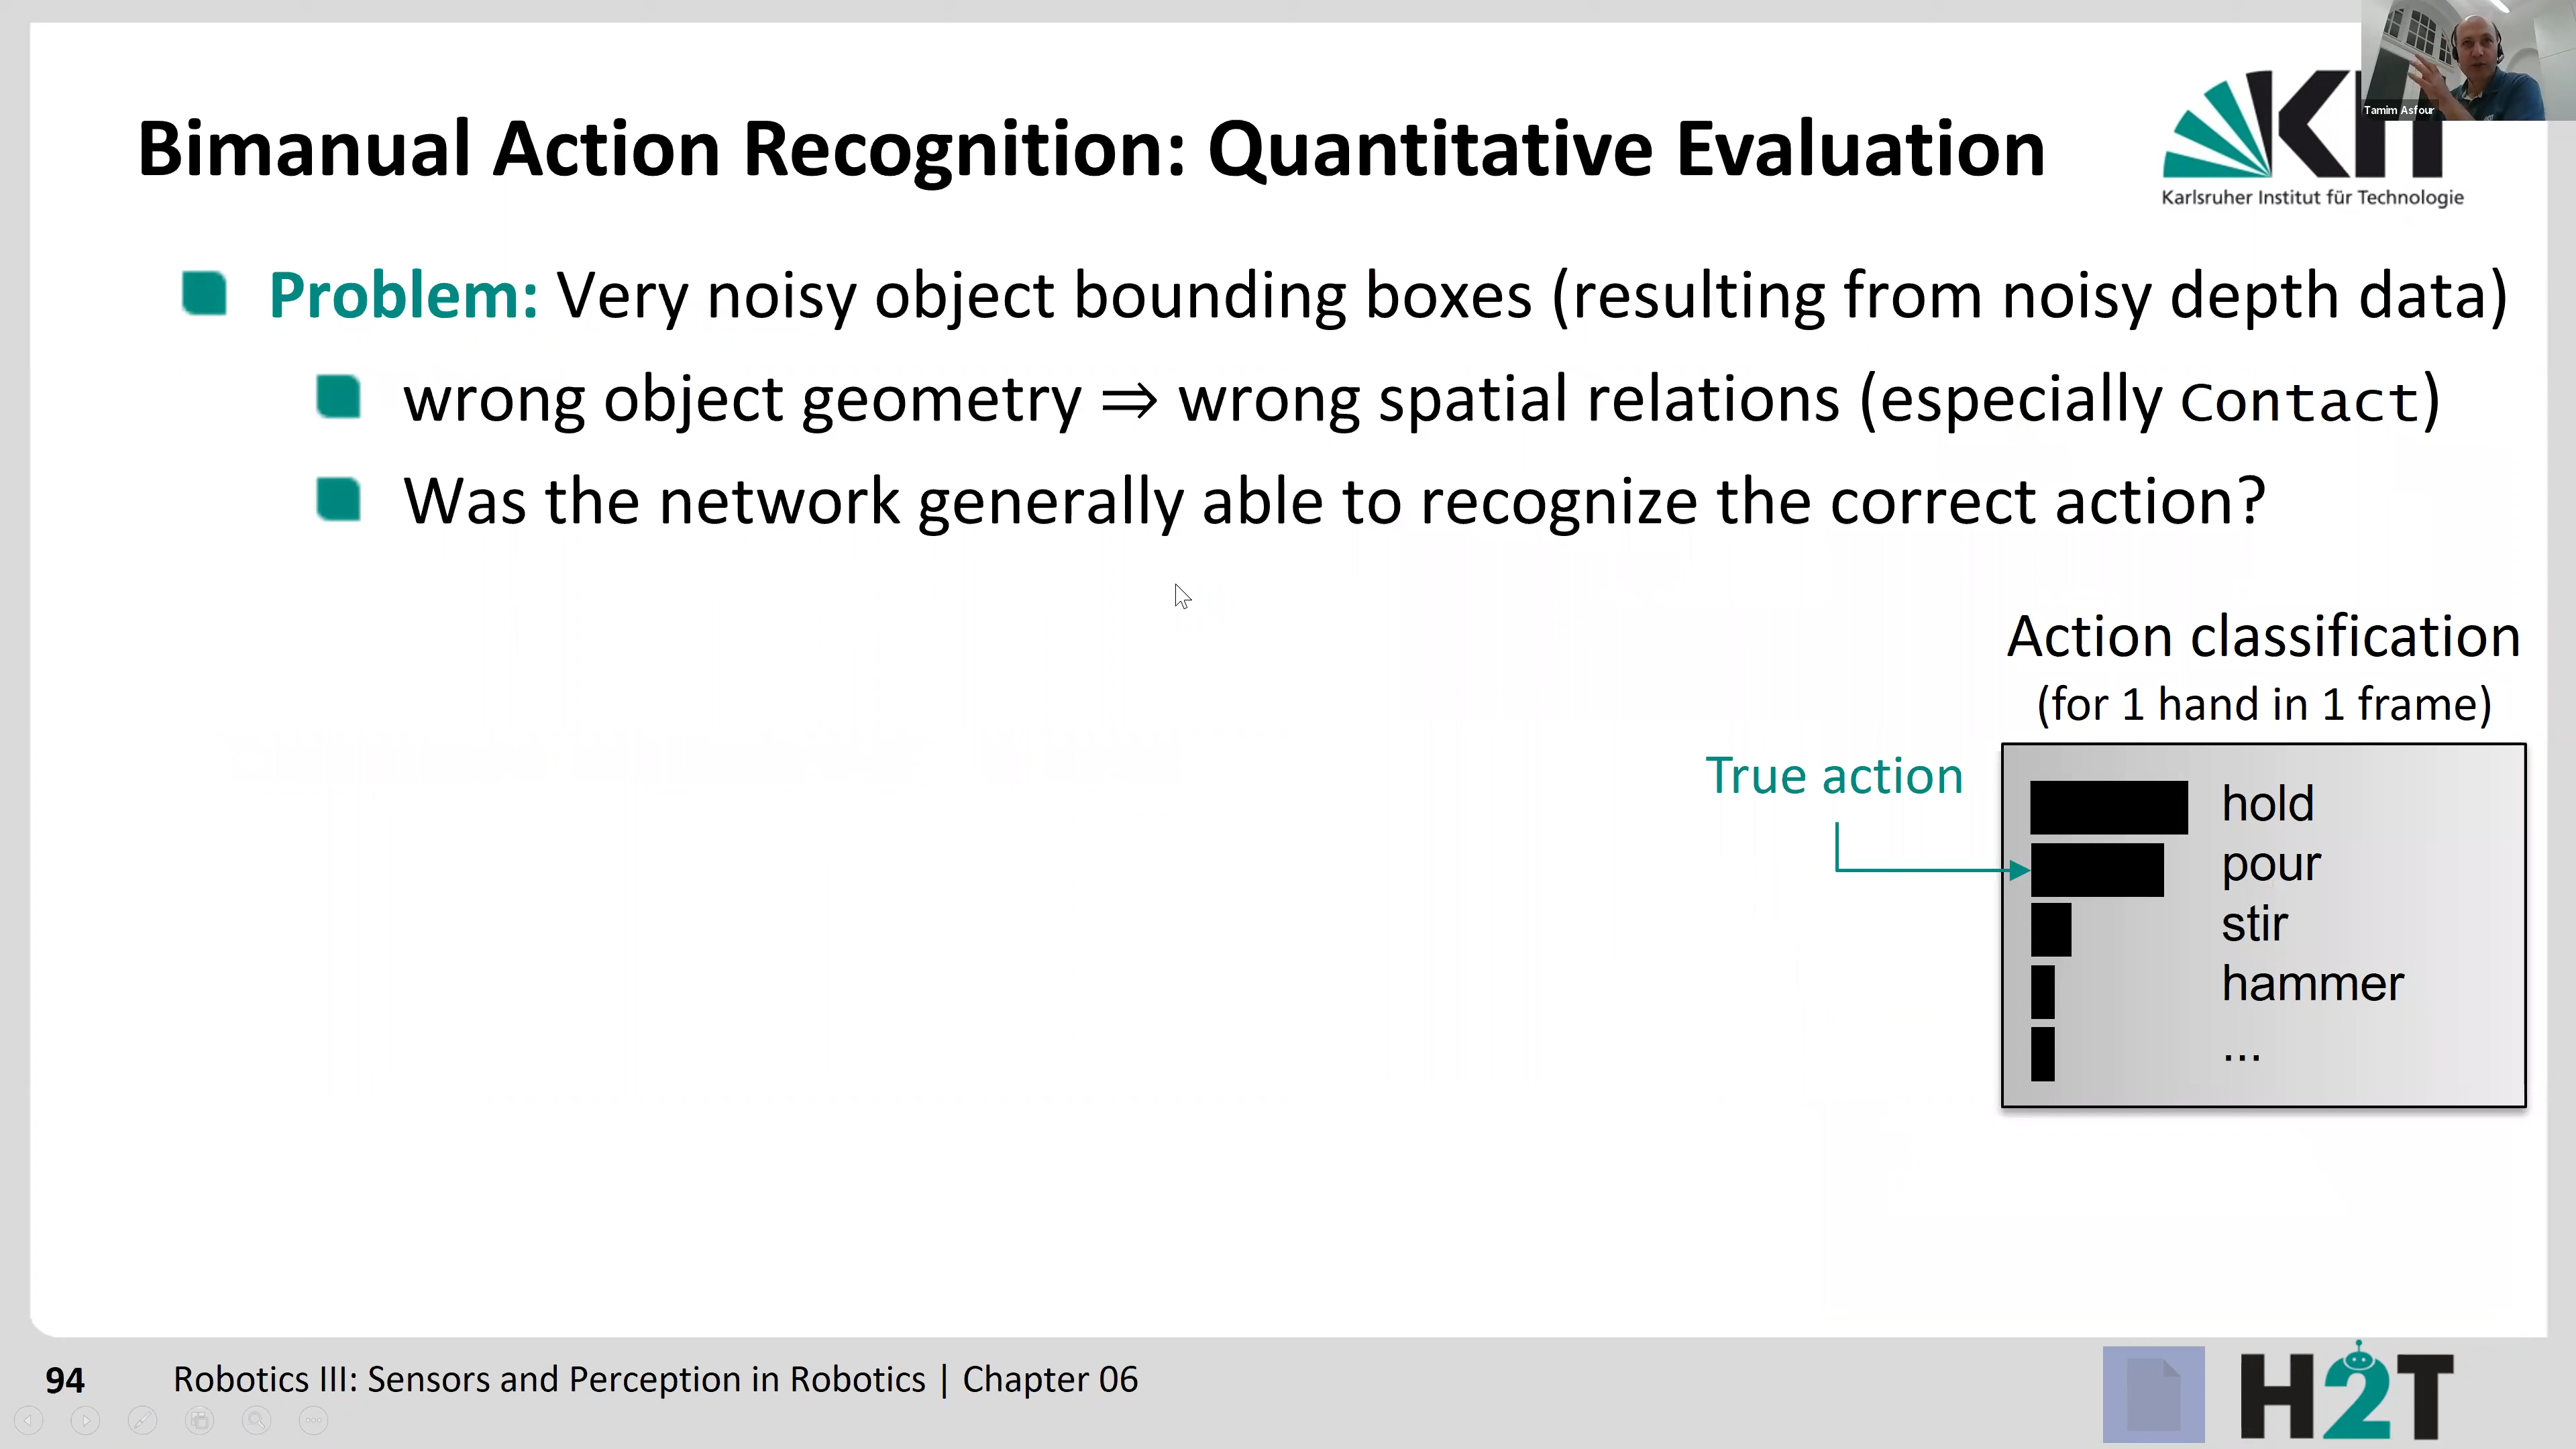 Tamim Asfour
Bimanual Action Recognition: Quantitative Evaluation
Karlsruher Institut für Technologie
Problem: Very noisy object bounding boxes (resulting from noisy depth data)
wrong object geometry ⇒ wrong spatial relations (especially Contact)
Was the network generally able to recognize the correct action?
Action classification
(for 1 hand in 1 frame)
True action
hold
pour
stir
hammer
...
94 Robotics III: Sensors and Perception in Robotics | Chapter 06
H2T